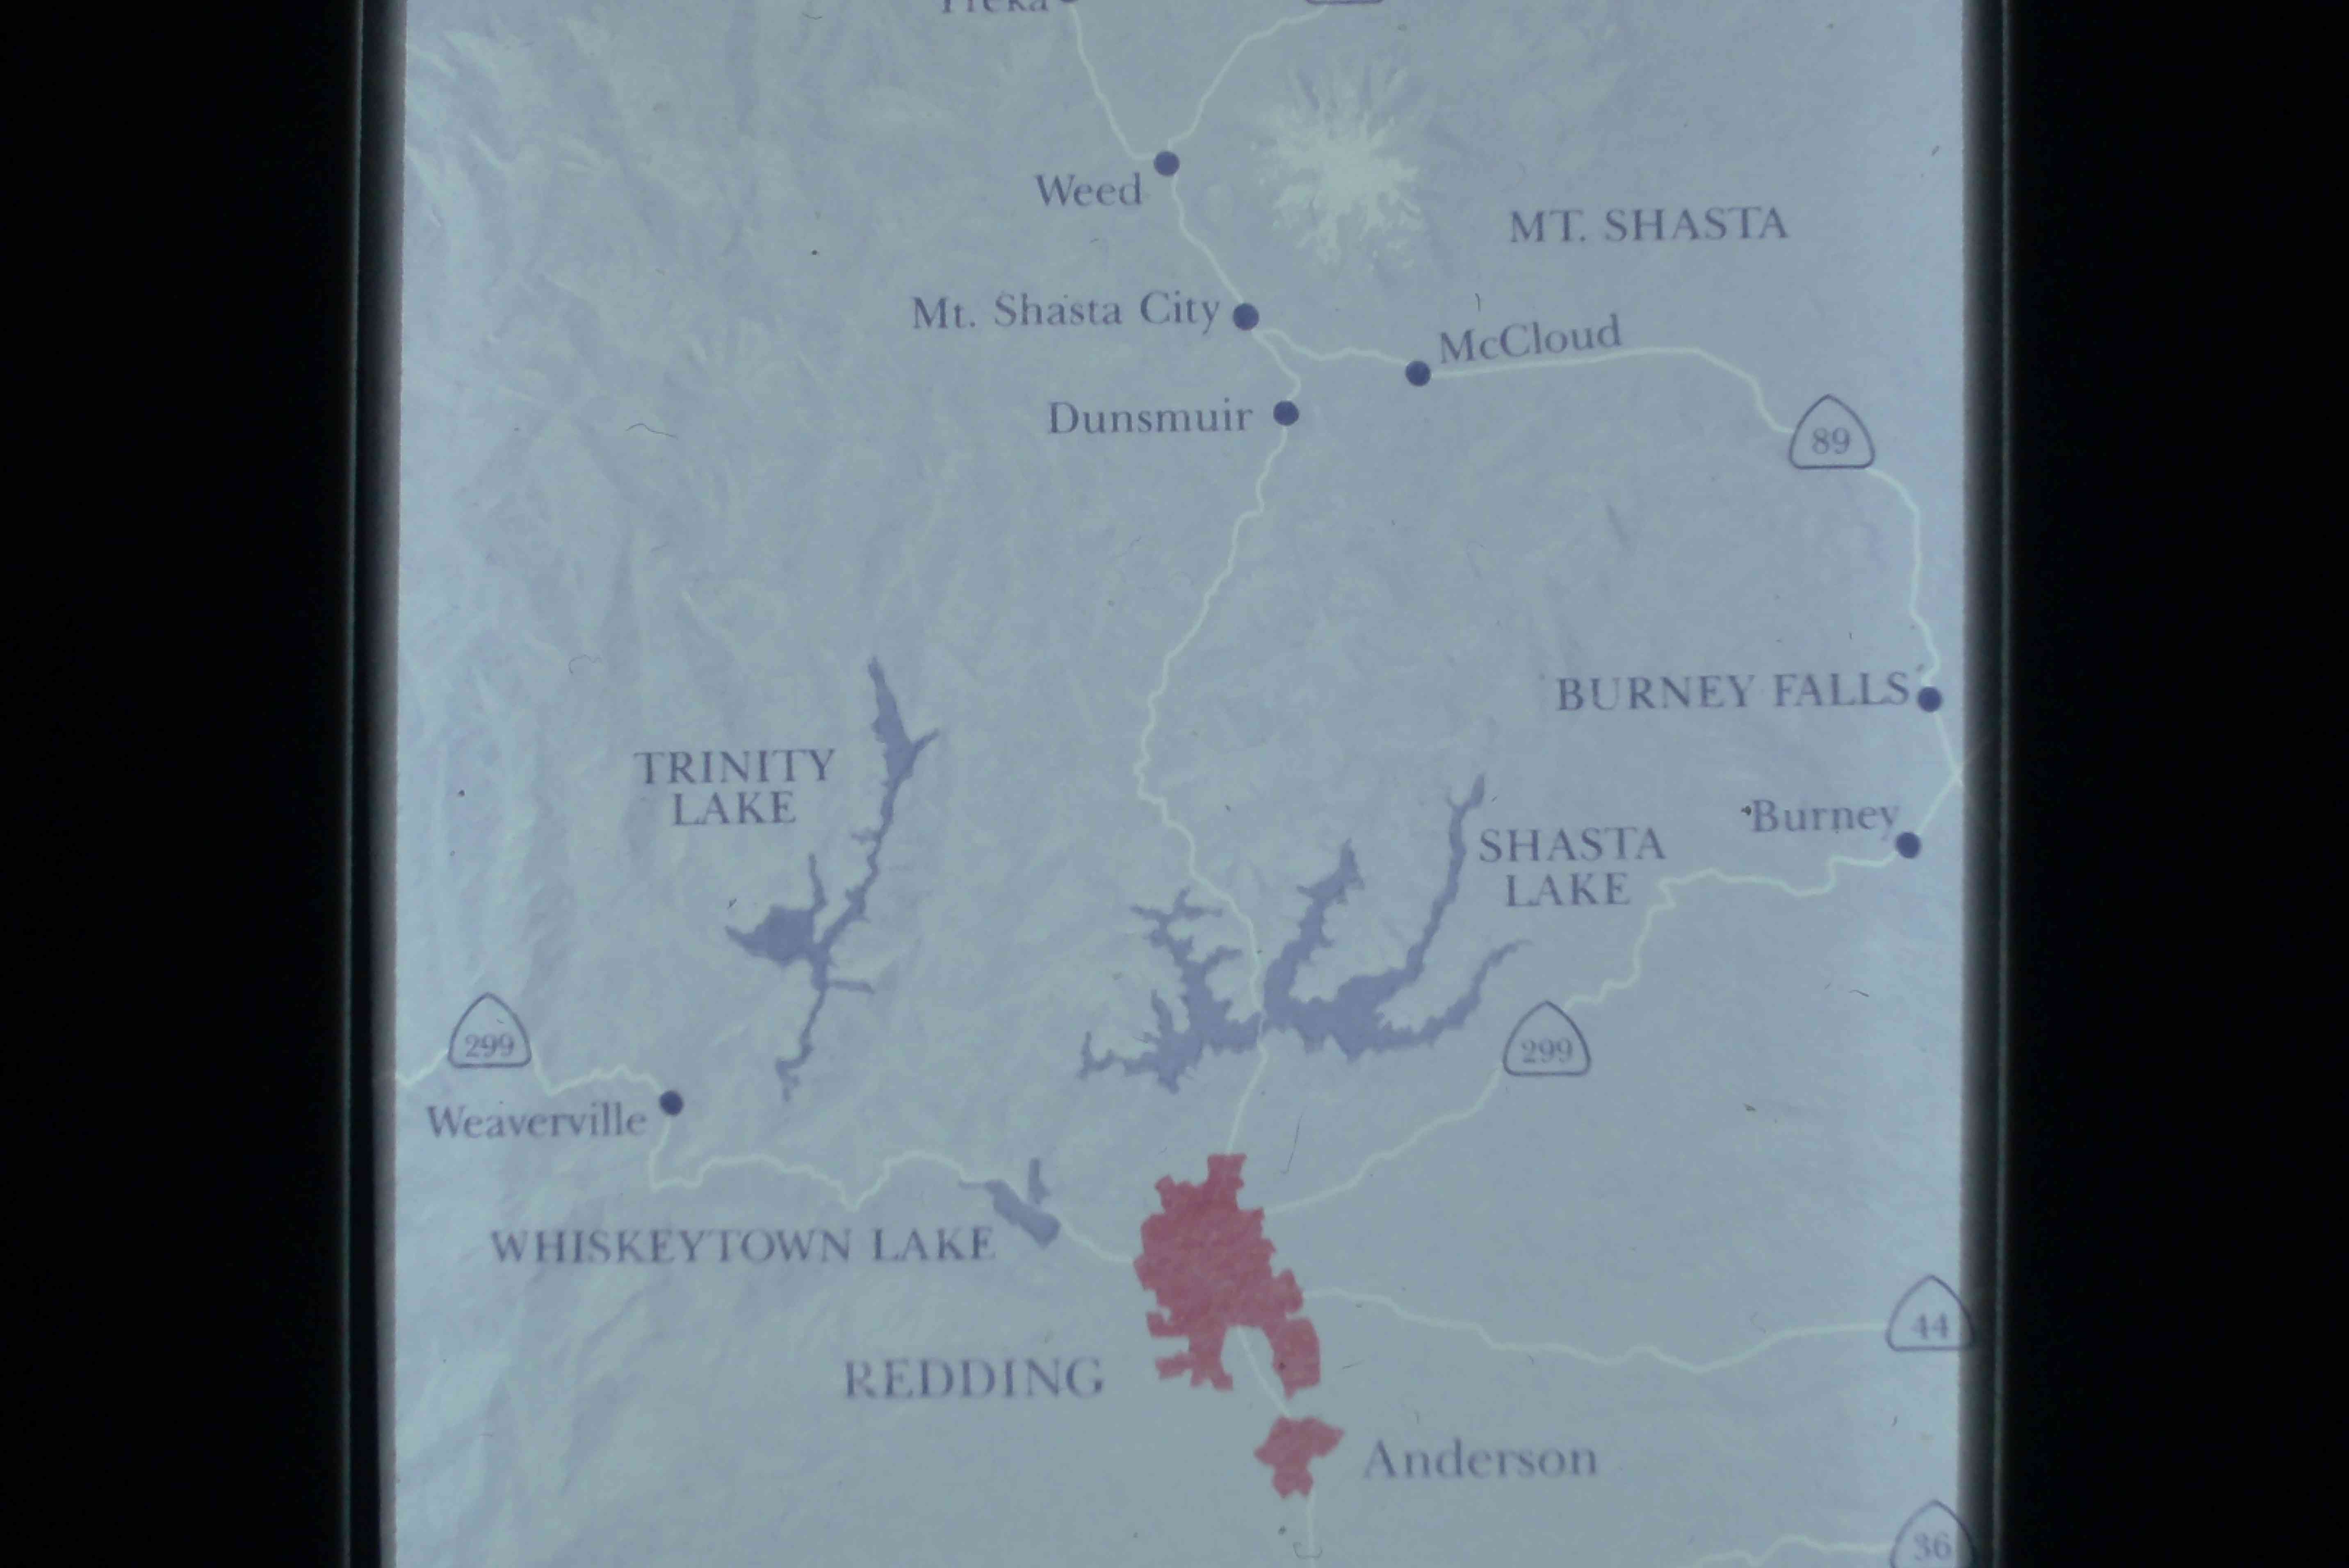 Yreka
Weed
MT. SHASTA
Mt. Shasta City
McCloud
Dunsmuir
89
BURNEY FALLS
TRINITY
LAKE
Burney
SHASTA
LAKE
299
299
Weaverville
WHISKEYTOWN LAKE
44
REDDING
Anderson
36